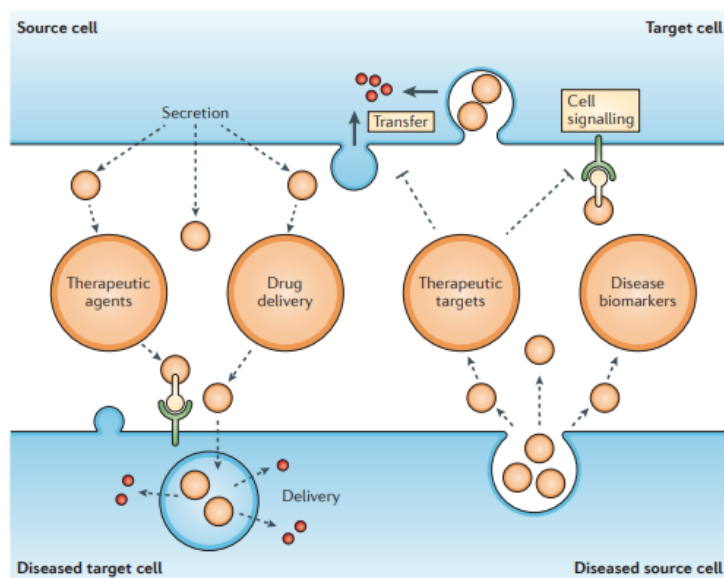 Source cell
Target cell
Secretion
Transfer
Cell
signalling
Therapeutic
agents
Drug
delivery
Therapeutic
targets
Disease
biomarkers
Delivery
Diseased target cell
Diseased source cell